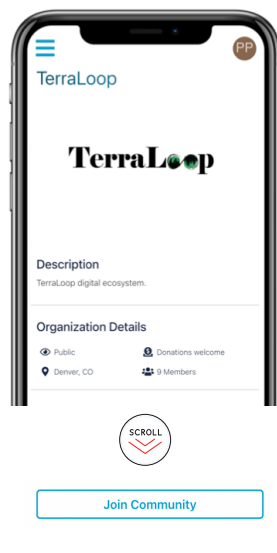 PP
TerraLoop
TerraLoop
Description
TerraLoop digital ecosystem.
Organization Details
Public
Donations welcome
Denver, CO
9 Members
SCROLL
Join Community